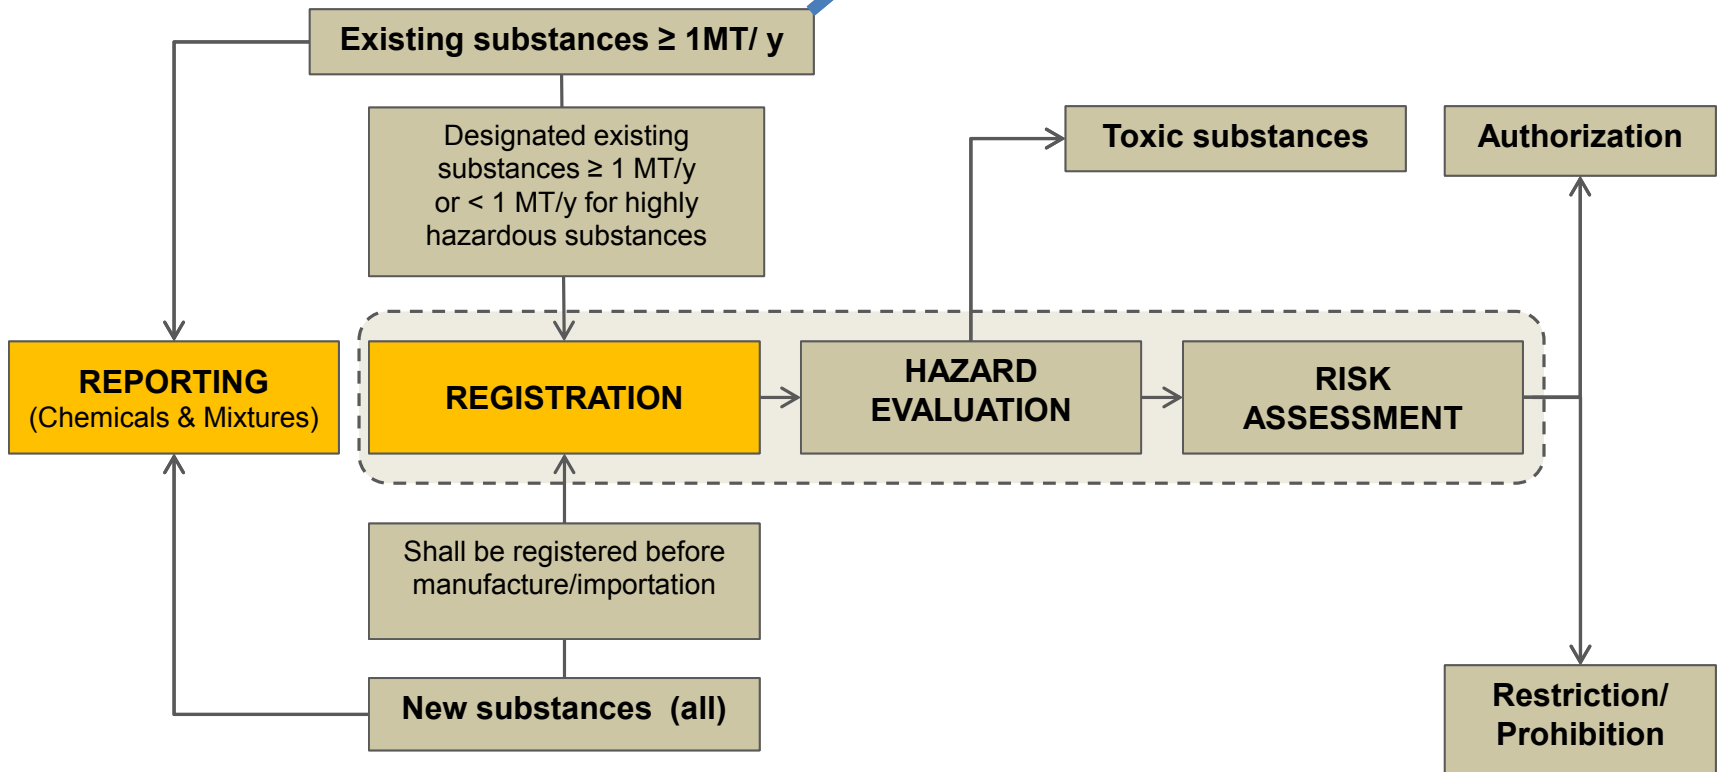 Existing substances ≥ 1MT/ y
Designated existing
substances ≥ 1 MT/y
or < 1 MT/y for highly
hazardous substances
Toxic substances
Authorization
REPORTING
(Chemicals & Mixtures)
REGISTRATION
HAZARD
EVALUATION
RISK
ASSESSMENT
Shall be registered before
manufacture/importation
New substances (all)
Restriction/
Prohibition